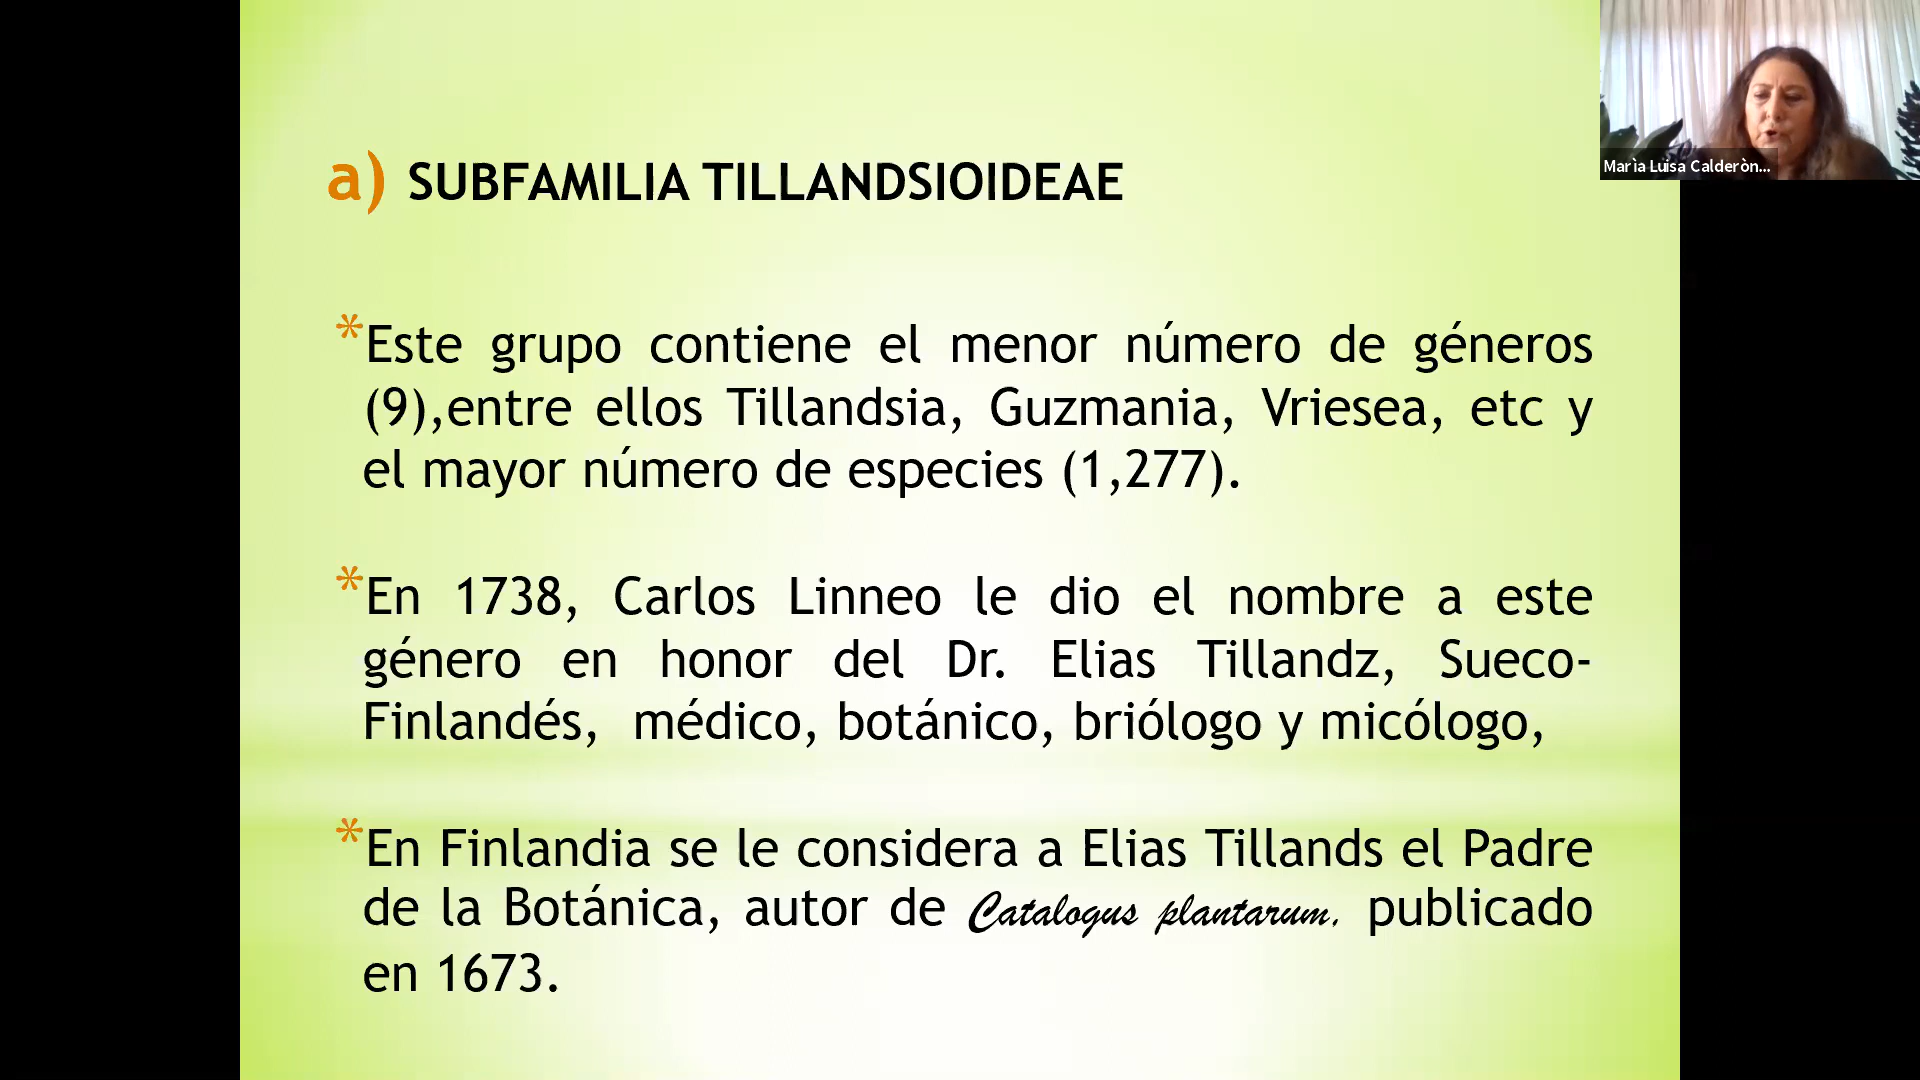 a) SUBFAMILIA TILLANDSIOIDEAE
*Este grupo contiene el menor número de géneros
(9),entre ellos Tillandsia, Guzmania, Vriesea, etc y
el mayor número de especies (1,277).
*En 1738, Carlos Linneo le dio el nombre a este
género en honor del Dr. Elias Tillandz, Sueco-
Finlandés, médico, botánico, briólogo y micólogo,
*En Finlandia se le considera a Elias Tillands el Padre
de la Botánica, autor de Catalogus plantarum, publicado
en 1673.
Marìa Luisa Calderòn...